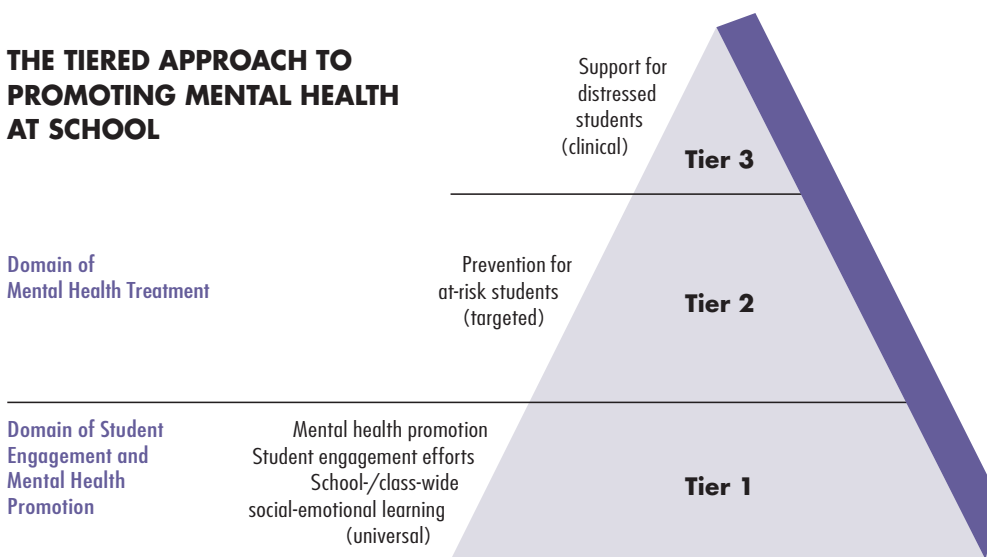 THE TIERED APPROACH TO
PROMOTING MENTAL HEALTH
AT SCHOOL
Support for
distressed
students
(clinical)
Tier 3
Domain of
Mental Health Treatment
Prevention for
at-risk students
(targeted)
Tier 2
Domain of Student
Engagement and
Mental Health
Promotion
Mental health promotion
Student engagement efforts
School-/class-wide
social-emotional learning
(universal)
Tier 1